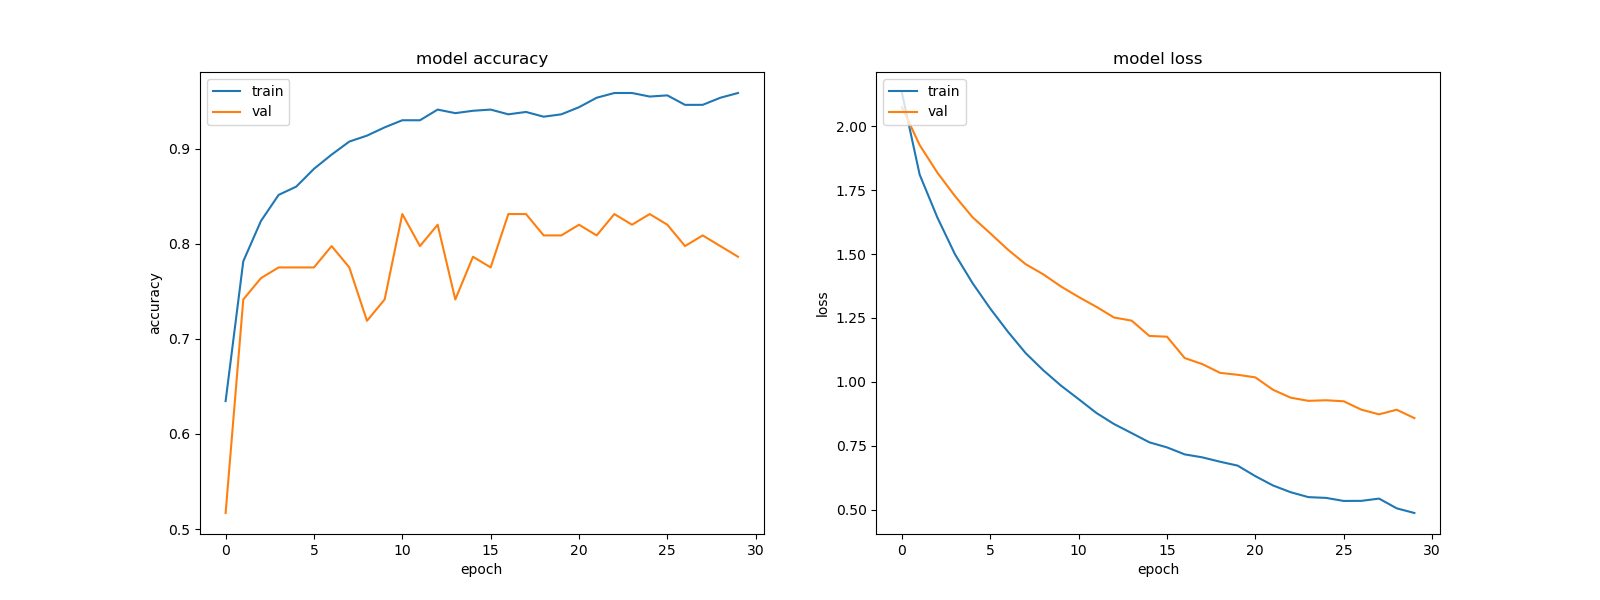 model accuracy
train
val
0.9
0.8
0.7
0.6
0.5
accuracy
0 5 10 15 20 25 30
epoch
model loss
train
val
2.00
1.75
1.50
1.25
1.00
0.75
0.50
loss
0 5 10 15 20 25 30
epoch